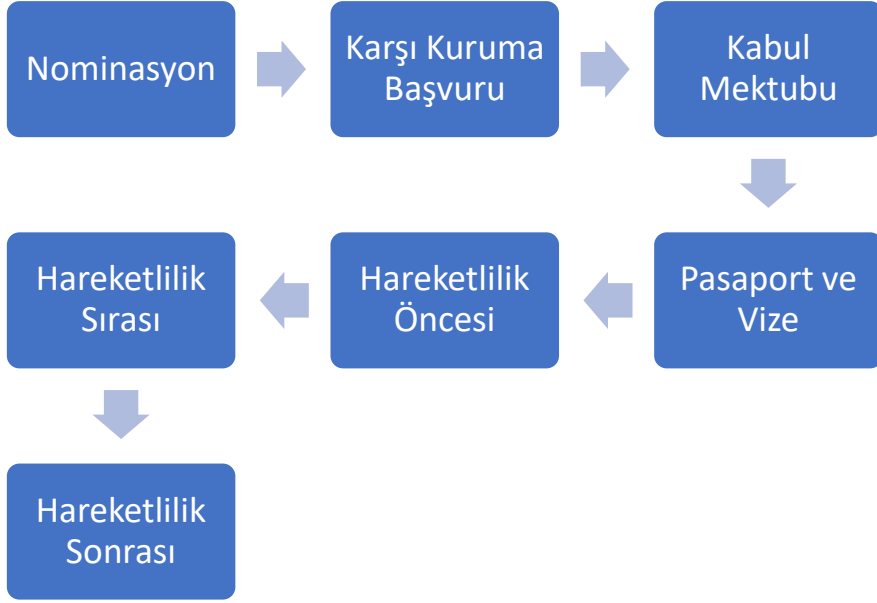 Nominasyon
Karşı Kuruma
Başvuru
Kabul
Mektubu
Pasaport ve
Vize
Hareketlilik
Öncesi
Hareketlilik
Sırası
Hareketlilik
Sonrası